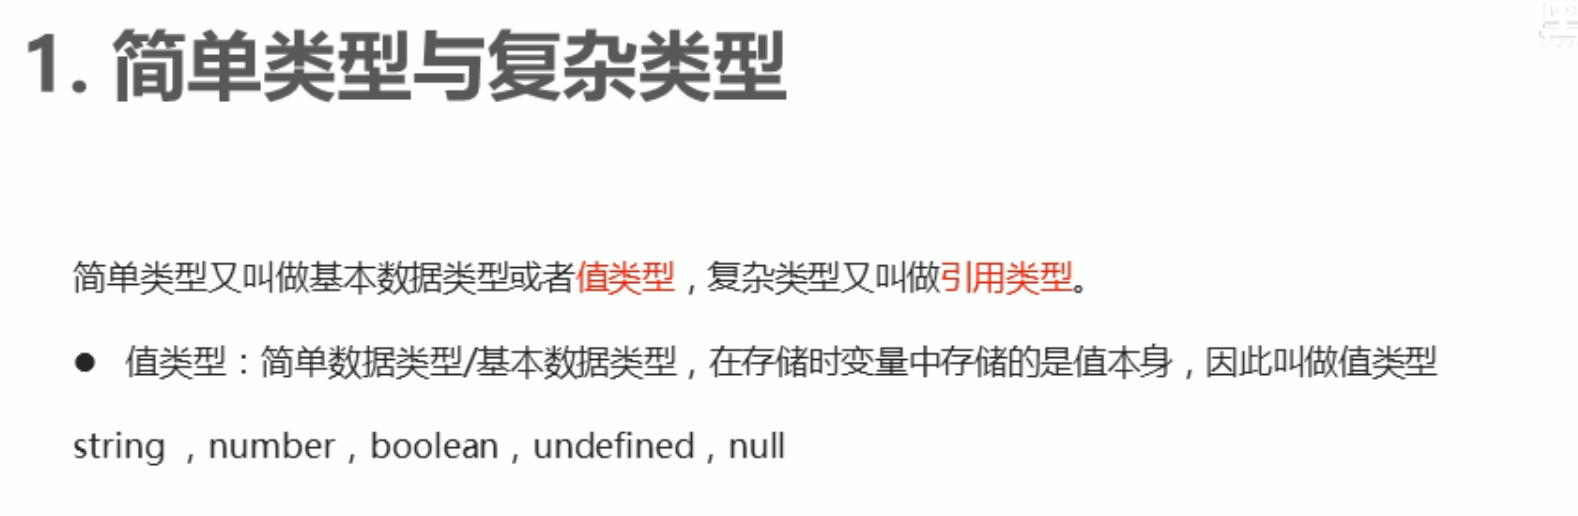 1. 简单类型与复杂类型
简单类型又叫做基本数据类型或者值类型，复杂类型又叫做引用类型。
● 值类型：简单数据类型/基本数据类型，在存储时变量中存储的是值本身，因此叫做值类型
string ，number，boolean，undefined，null